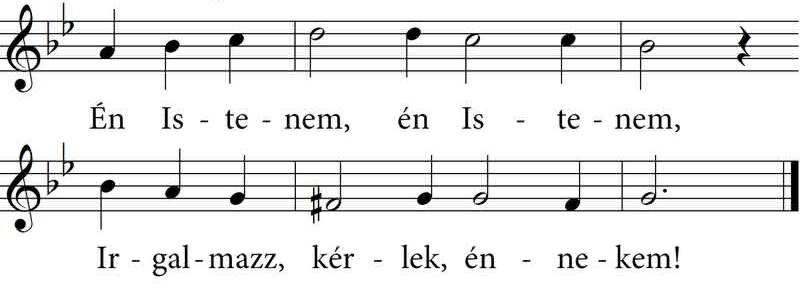 Én Is - te - nem, én Is - te - nem,
Ir - gal - mazz, kér - lek, én - ne - kem!